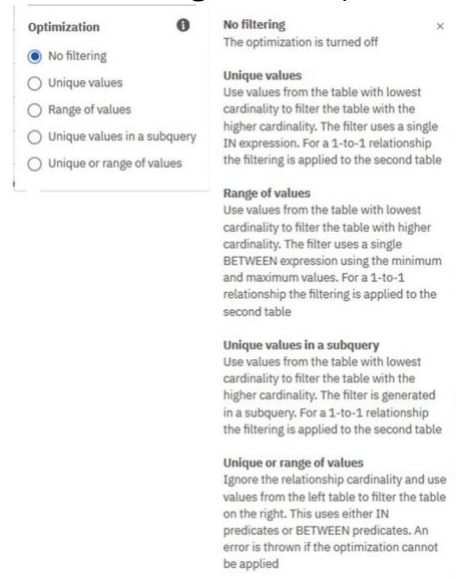 Optimization
No filtering
Unique values
Range of values
Unique values in a subquery
Unique or range of values
No filtering
The optimization is turned off
Unique values
Use values from the table with lowest
cardinality to filter the table with the
higher cardinality. The filter uses a single
IN expression. For a 1-to-1 relationship
the filtering is applied to the second table
Range of values
Use values from the table with lowest
cardinality to filter the table with higher
cardinality. The filter uses a single
BETWEEN expression using the minimum
and maximum values. For a 1-to-1
relationship the filtering is applied to the
second table
Unique values in a subquery
Use values from the table with lowest
cardinality to filter the table with the
higher cardinality. The filter is generated
in a subquery. For a 1-to-1 relationship
the filtering is applied to the second table
Unique or range of values
Ignore the relationship cardinality and use
values from the left table to filter the table
on the right. This uses either IN
predicates or BETWEEN predicates. An
error is thrown if the optimization cannot
be applied